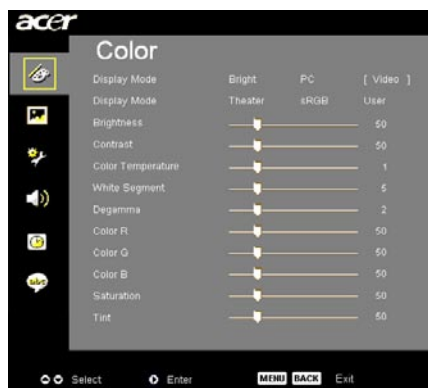 acer
Color
Display Mode Bright PC [ Video ]
Display Mode Theater sRGB User
Brightness 50
Contrast 50
Color Temperature 1
White Segment 5
Degamma 2
Color R 50
Color G 50
Color B 50
Saturation 50
Tint 50
Select Enter MENU BACK Exit